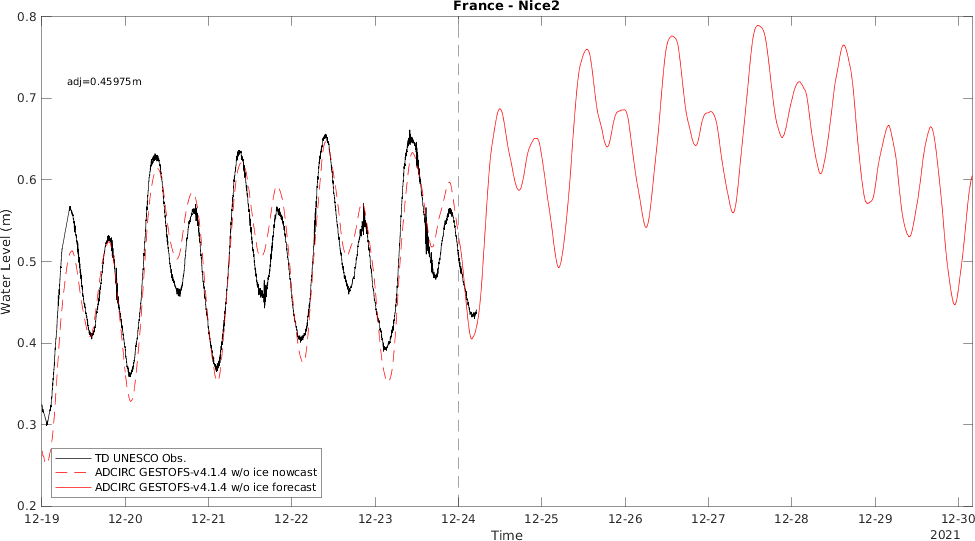 France - Nice2
adj=0.45975m
Water Level (m)
0.8
0.7
0.6
0.5
0.4
0.3
0.2
TD UNESCO Obs.
ADCIRC GESTOFS-v4.1.4 w/o ice nowcast
ADCIRC GESTOFS-v4.1.4 w/o ice forecast
12-19 12-20 12-21 12-22 12-23 12-24 12-25 12-26 12-27 12-28 12-29 12-30
Time
2021